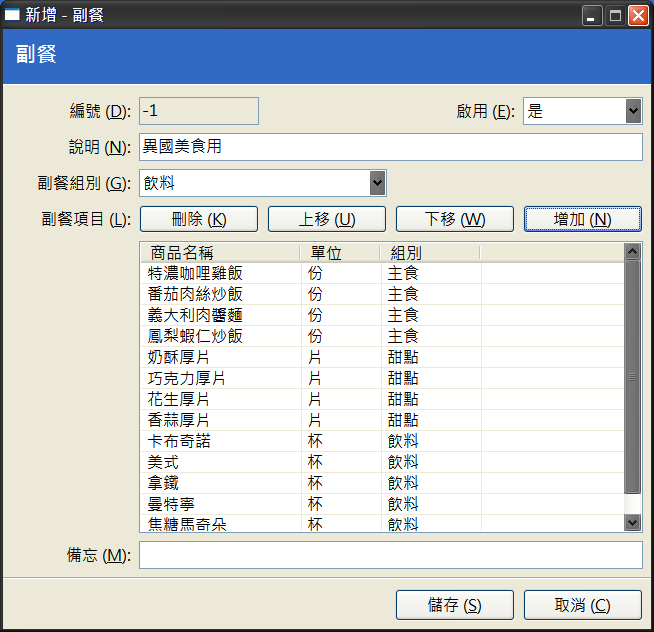 新增 - 副餐
副餐
編號 (D): -1 啟用 (E): 是
說明 (N): 異國美食用
副餐組別 (G): 飲料
副餐項目 (L): 刪除 (K) 上移 (U) 下移 (W) 增加 (N)
商品名稱 單位 組別
特濃咖哩雞飯 份 主食
番茄肉絲炒飯 份 主食
義大利肉醬麵 份 主食
鳳梨蝦仁炒飯 份 主食
奶酥厚片 片 甜點
巧克力厚片 片 甜點
花生厚片 片 甜點
香蒜厚片 片 甜點
卡布奇諾 杯 飲料
美式 杯 飲料
拿鐵 杯 飲料
曼特寧 杯 飲料
焦糖馬奇朵 杯 飲料
備忘 (M):
儲存 (S) 取消 (C)